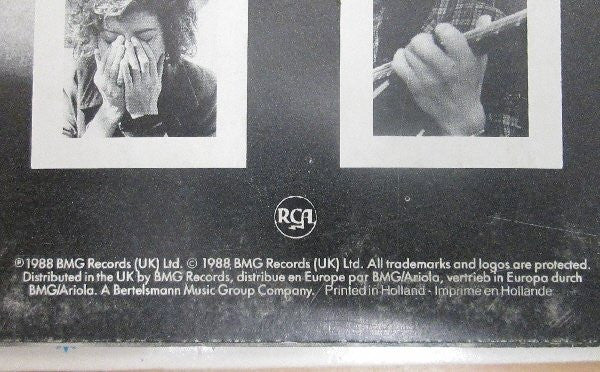 RCA
℗1988 BMG Records (UK) Ltd. © 1988 BMG Records (UK) Ltd. All trademarks and logos are protected.
Distributed in the UK by BMG Records, distribue en Europe par BMG/Ariola, vertrieb in Europa durch
BMG/Ariola. A Bertelsmann Music Group Company. Printed in Holland - Imprime en Hollande